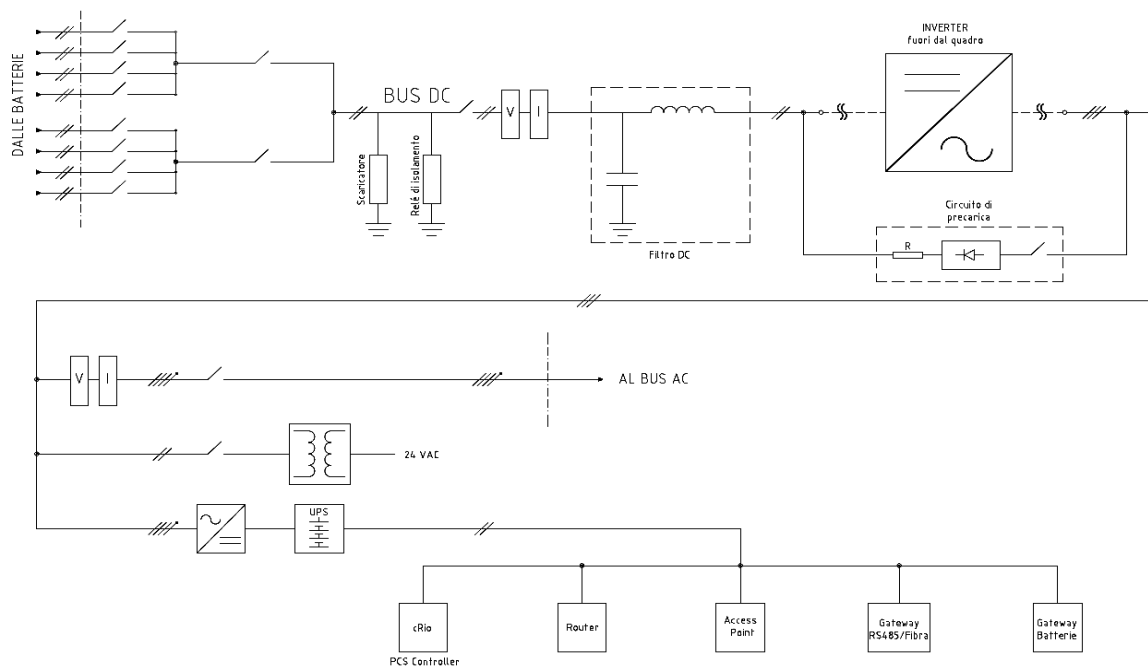 INVERTER
fuori dal quadro
DALLE BATTERIE
BUS DC
V
I
Scaricatore
Relè di isolamento
Filtro DC
Circuito di
precarica
R
V
I
AL BUS AC
24 VAC
UPS
cRio
PCS Controller
Router
Access
Point
Gateway
RS485/Fibra
Gateway
Batterie